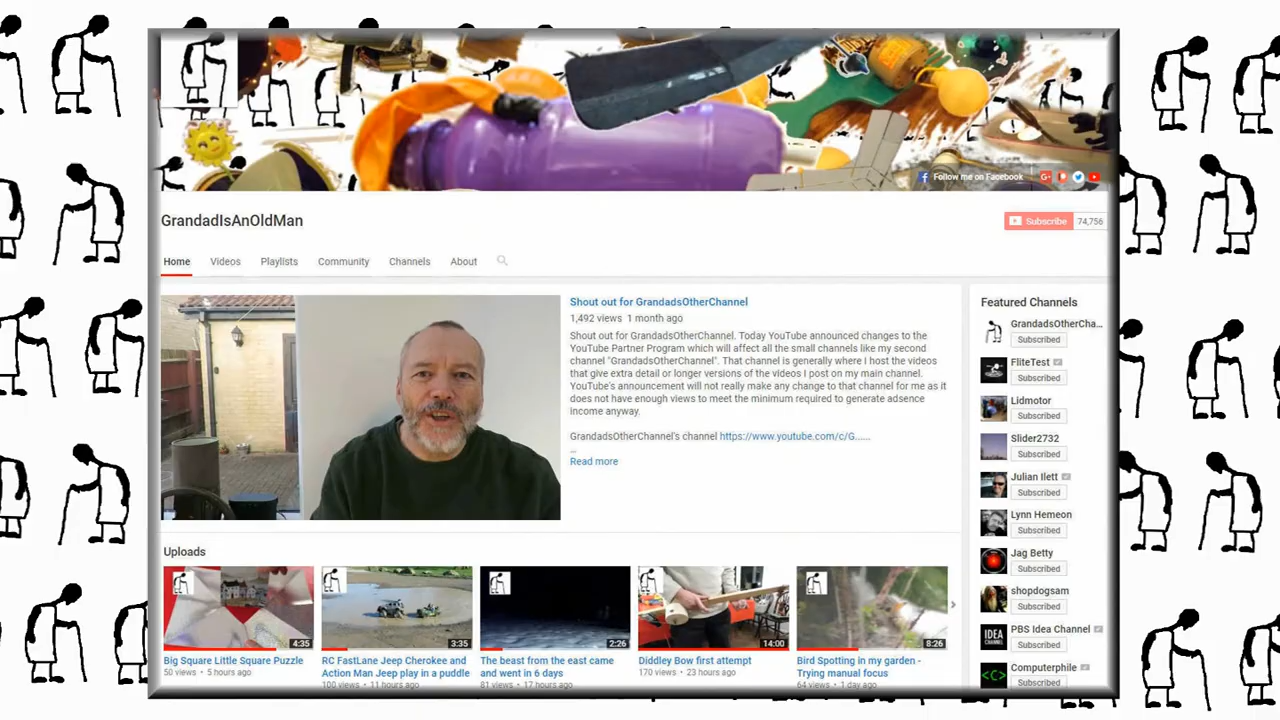 Follow me on Facebook
GrandadIsAnOldMan
Subscribe 74,756
Home Videos Playlists Community Channels About
Shout out for GrandadsOtherChannel
1,492 views 1 month ago
Shout out for GrandadsOtherChannel. Today YouTube announced changes to the
YouTube Partner Program which will affect all the small channels like my second
channel "GrandadsOtherChannel". That channel is generally where I host the videos
that give extra detail or longer versions of the videos I post on my main channel.
YouTube's announcement will not really make any change to that channel for me as it
does not have enough views to meet the minimum required to generate adsence
income anyway.
GrandadsOtherChannel's channel https://www.youtube.com/c/G......
...
Read more
Featured Channels
GrandadsOtherCha...
Subscribed
FliteTest
Subscribed
Lidmotor
Subscribed
Slider2732
Subscribed
Julian Ilett
Subscribed
Lynn Hemeon
Subscribed
Jag Betty
Subscribed
shopdogsam
Subscribed
IDEA
CHANNEL
PBS Idea Channel
Subscribed
<C>
Computerphile
Subscribed
Uploads
4:35
Big Square Little Square Puzzle
50 views • 5 hours ago
3:35
RC FastLane Jeep Cherokee and
Action Man Jeep play in a puddle
100 views • 11 hours ago
2:26
The beast from the east came
and went in 6 days
81 views • 17 hours ago
14:00
Diddley Bow first attempt
170 views • 23 hours ago
8:26
Bird Spotting in my garden -
Trying manual focus
64 views • 1 day ago